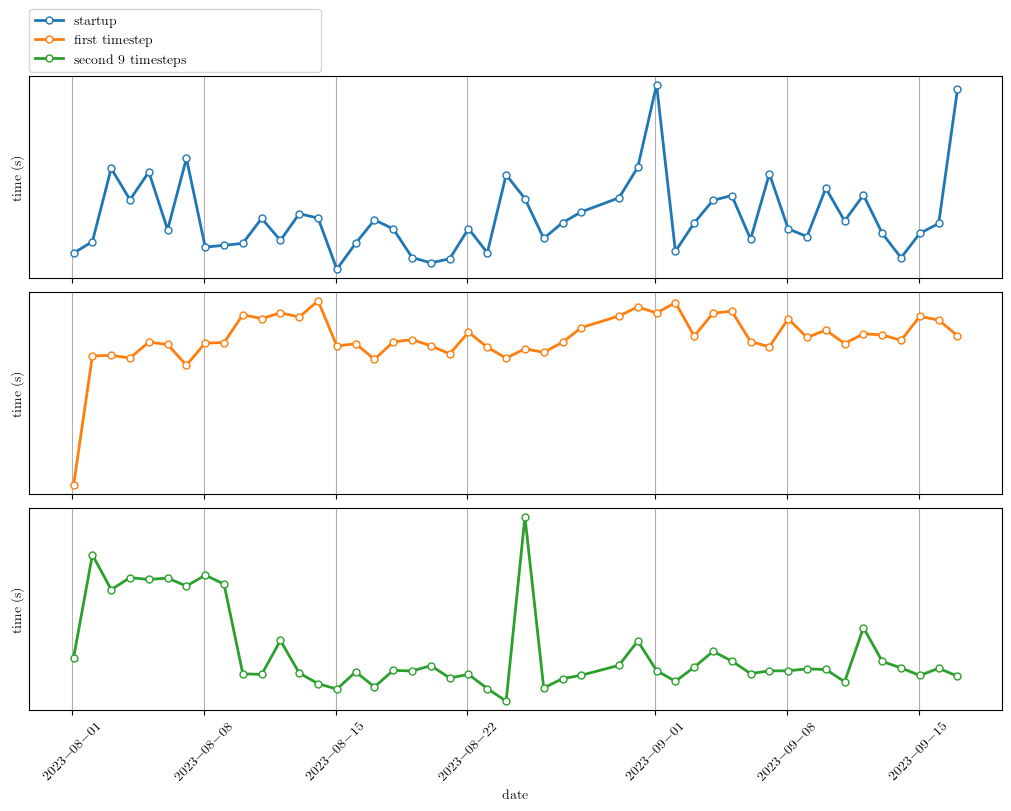 startup
first timestep
second 9 timesteps
time (s)
time (s)
time (s)
2023−08−01
2023−08−08
2023−08−15
2023−08−22
2023−09−01
2023−09−08
2023−09−15
date